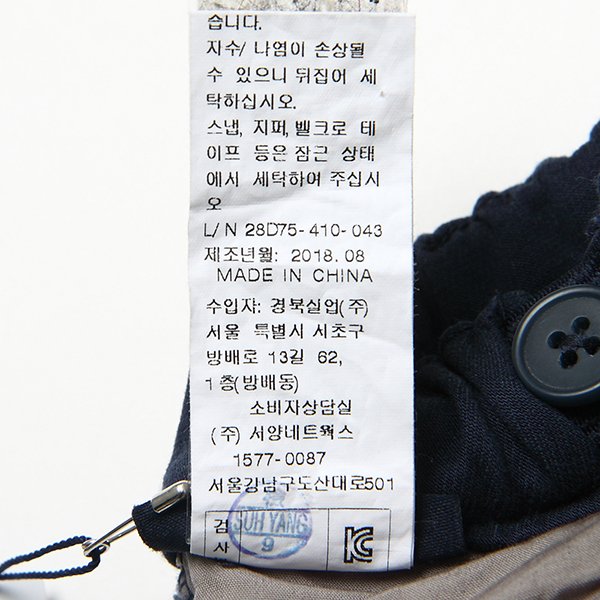 습니다.
자수/ 나염이 손상될
수 있으니 뒤집어 세
탁하십시오.
스냅, 지퍼, 벨크로 테
이프 등은 잠근 상태
에서 세탁하여 주십시
오
L/N 28D75-410-043
제조년월: 2018.08
MADE IN CHINA
수입자: 경북실업(주)
서울 특별시 서초구
방배로 13길 62,
1층(방배동)
소비자상담실
(주) 서양네트웍스
1577-0087
서울강남구도산대로501
검
사
SUH YANG
9
KC